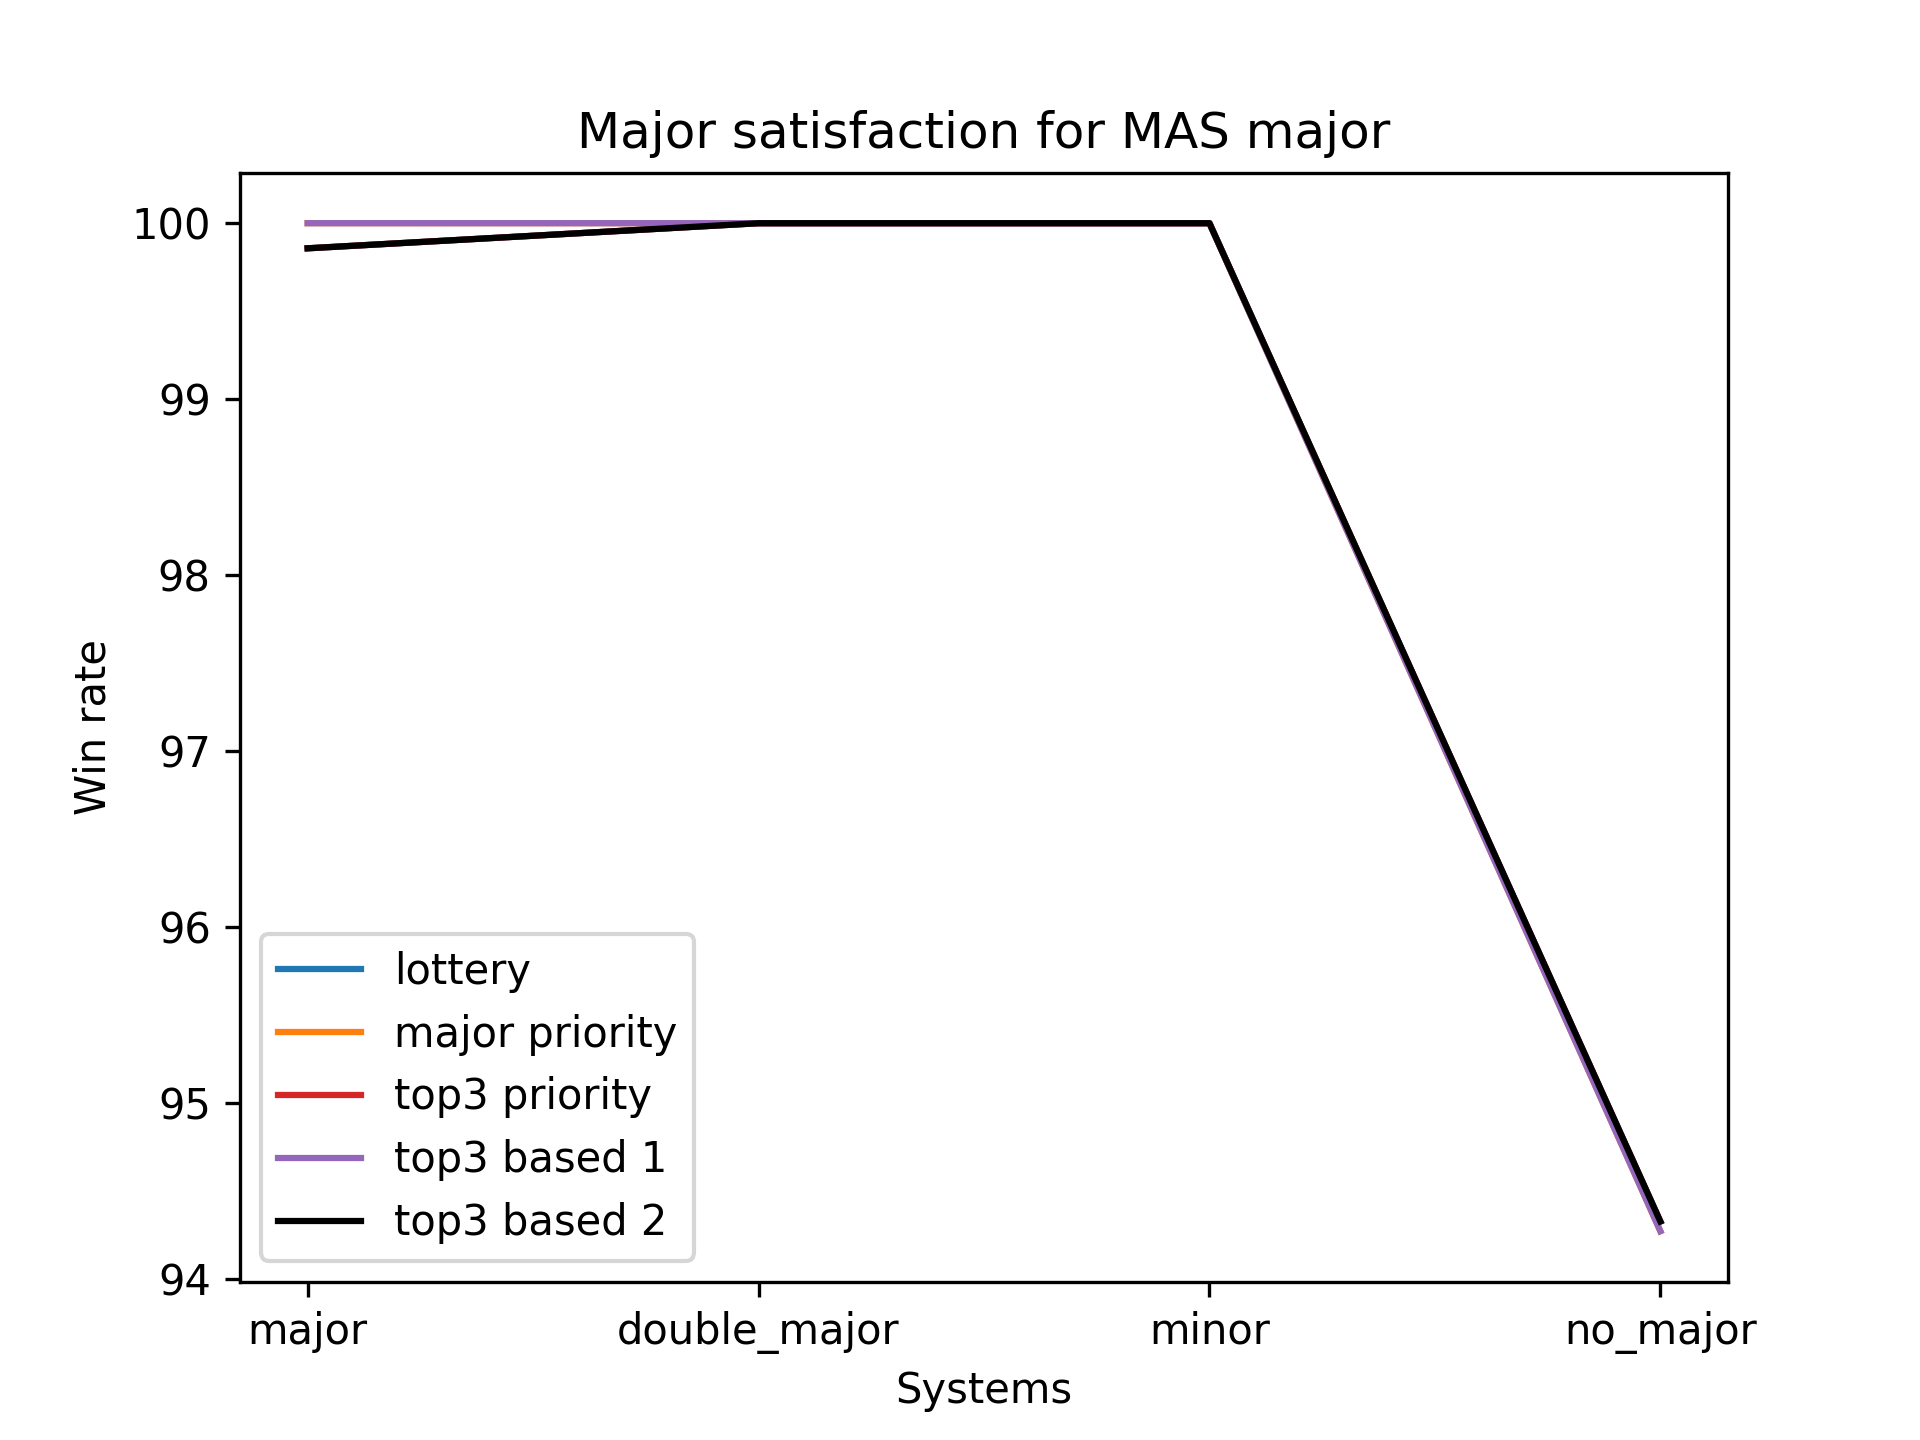 Major satisfaction for MAS major
100
99
98
97
96
95
94
Win rate
lottery
major priority
top3 priority
top3 based 1
top3 based 2
major double_major minor no_major
Systems